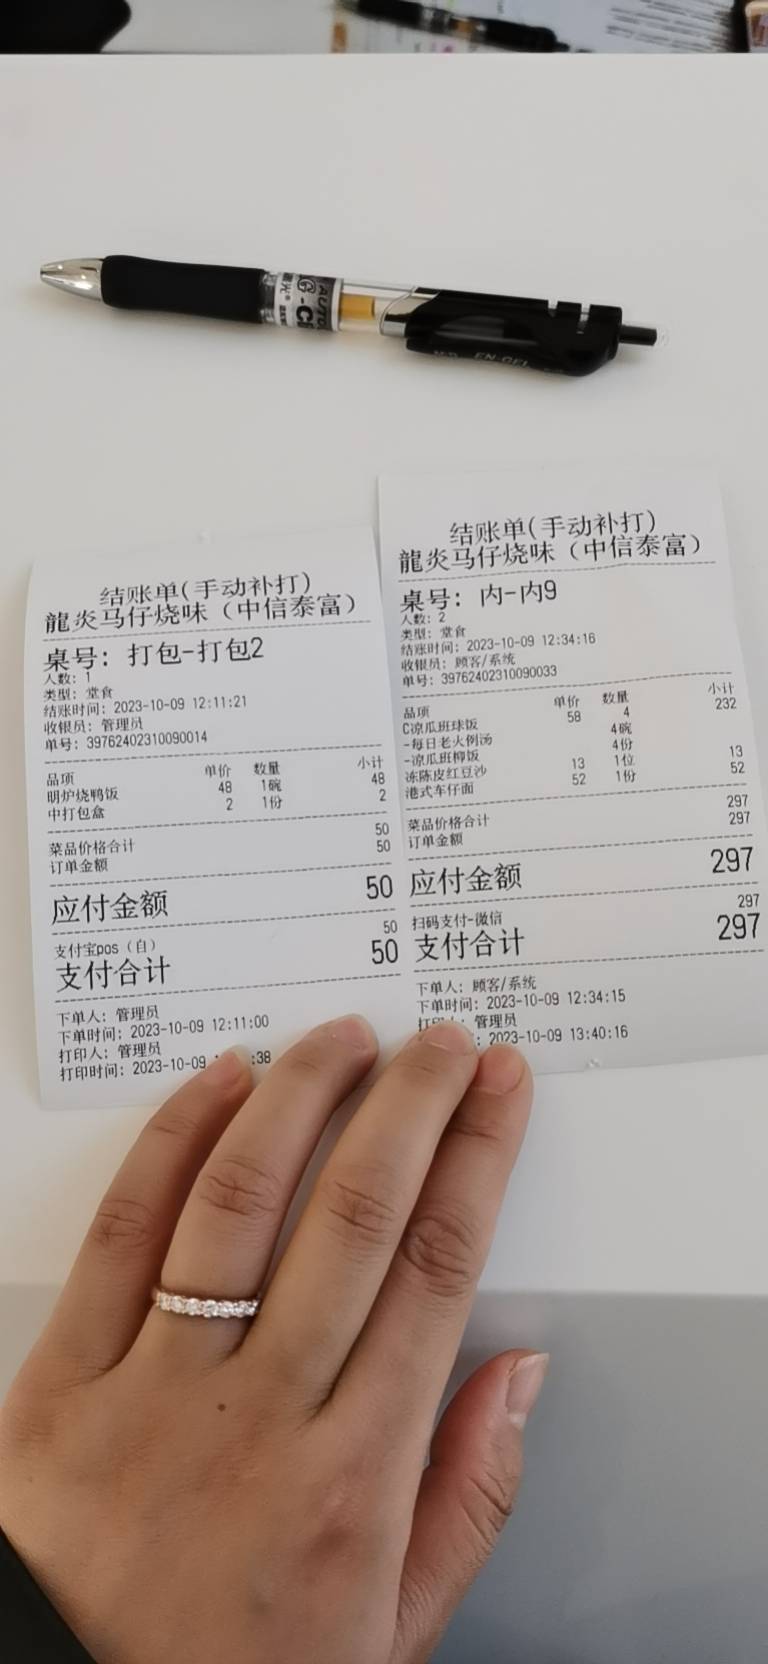 EN-GEL
结账单(手动补打)
龍炎马仔烧味（中信泰富）
桌号: 打包-打包2
人数: 1
类型: 堂食
结账时间: 2023-10-09 12:11:21
收银员: 管理员
单号: 39762402310090014
品项 单价 数量 小计
明炉烧鸭饭 48 1碗 48
中打包盒 2 1份 2
菜品价格合计 50
订单金额 50
应付金额 50
支付宝pos（自） 50
支付合计 50
下单人: 管理员
下单时间: 2023-10-09 12:11:00
打印人: 管理员
打印时间: 2023-10-09 :38
结账单(手动补打)
龍炎马仔烧味（中信泰富）
桌号: 内-内9
人数: 2
类型: 堂食
结账时间: 2023-10-09 12:34:16
收银员: 顾客/系统
单号: 39762402310090033
品项 单价 数量 小计
C凉瓜班球饭 58 4 232
-每日老火例汤 4碗
-凉瓜班柳饭 4份
冻陈皮红豆沙 13 1位 13
港式车仔面 52 1份 52
菜品价格合计 297
订单金额 297
应付金额 297
扫码支付-微信 297
支付合计 297
下单人: 顾客/系统
下单时间: 2023-10-09 12:34:15
打印人: 管理员
: 2023-10-09 13:40:16